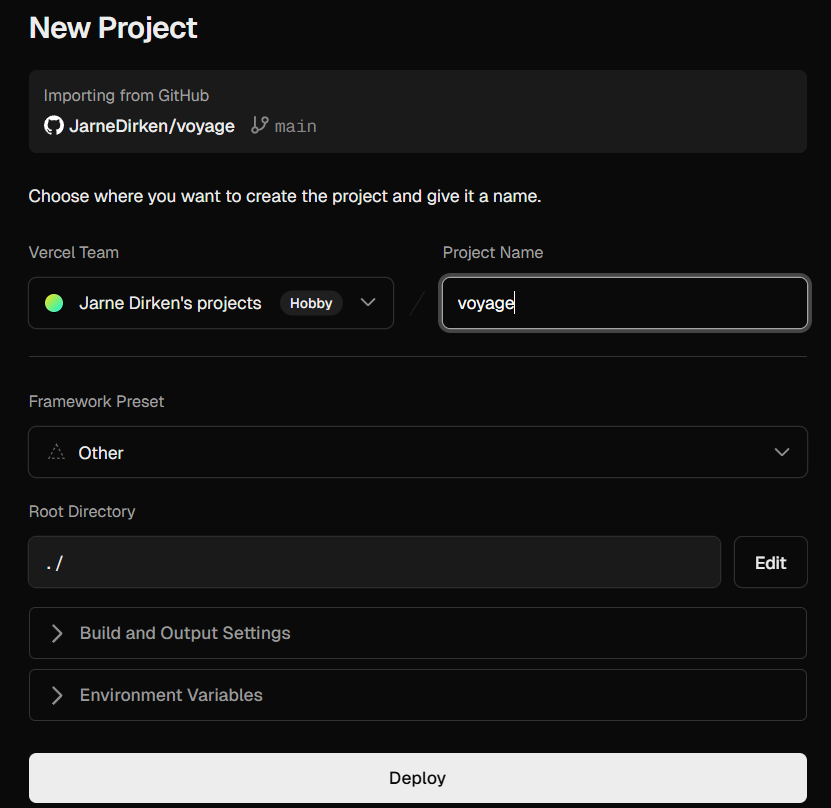 New Project
Importing from GitHub
JarneDirken/voyage main
Choose where you want to create the project and give it a name.
Vercel Team
Project Name
Jarne Dirken's projects Hobby
/
voyage
Framework Preset
Other
Root Directory
./
Edit
Build and Output Settings
Environment Variables
Deploy